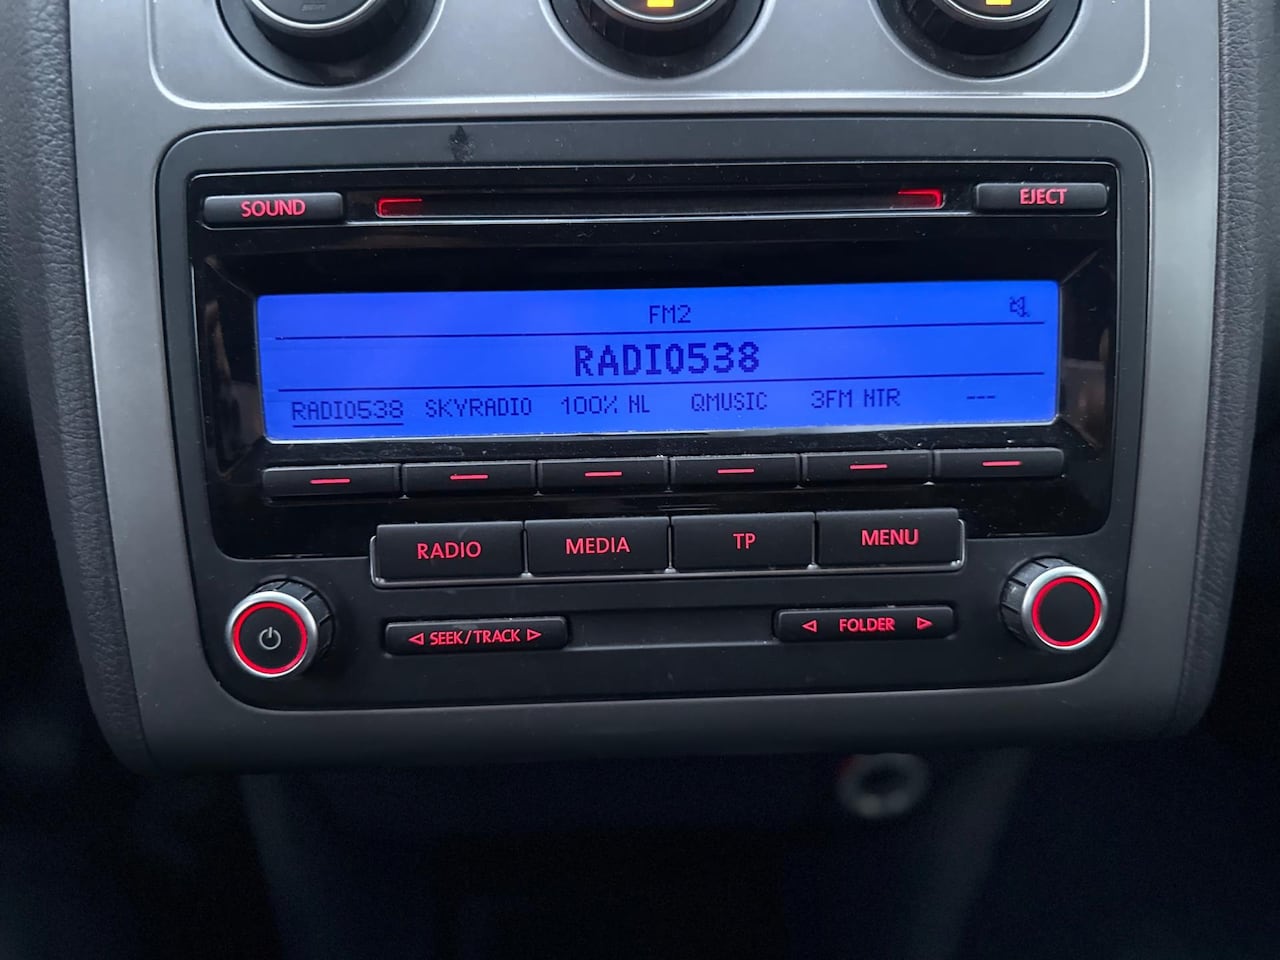 SOUND EJECT
FM2
RADIO538
RADIO538 SKYRADIO 100% NL QMUSIC 3FM NTR ---
RADIO MEDIA TP MENU
SEEK/TRACK FOLDER